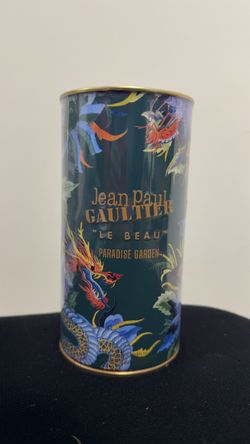 Jean Paul
GAULTIER
"LE BEAU"
PARADISE GARDEN